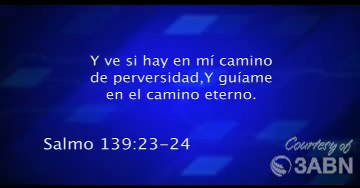 Y ve si hay en mí camino
de perversidad,Y guíame
en el camino eterno.
Salmo 139:23-24
Courtesy of
3ABN